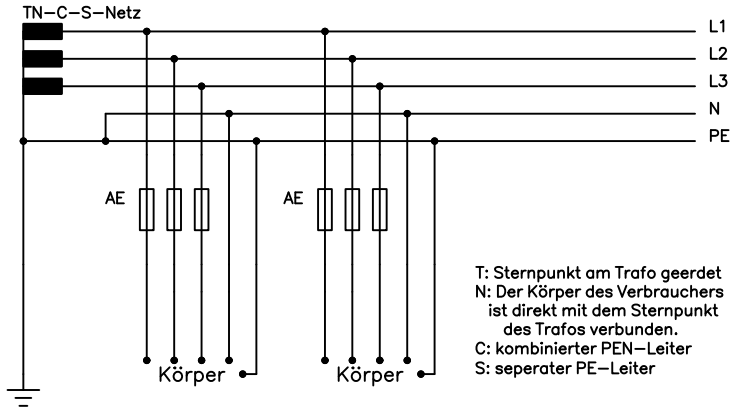 TN-C-S-Netz
L1
L2
L3
N
PE
AE
AE
T: Sternpunkt am Trafo geerdet
N: Der Körper des Verbrauchers
ist direkt mit dem Sternpunkt
des Trafos verbunden.
C: kombinierter PEN-Leiter
S: seperater PE-Leiter
Körper
Körper